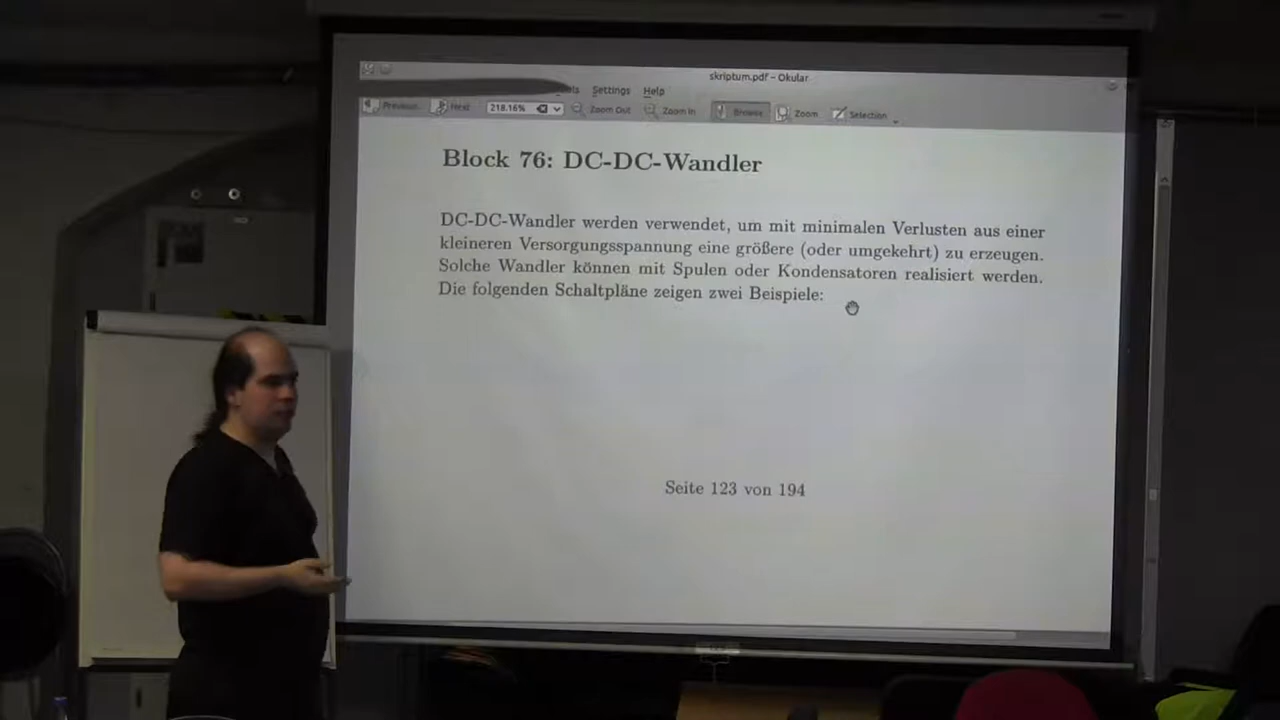 skriptum.pdf – Okular
Settings Help
Previous Next 218.16% Zoom Out Zoom In Browse Zoom Selection
Block 76: DC-DC-Wandler
DC-DC-Wandler werden verwendet, um mit minimalen Verlusten aus einer
kleineren Versorgungsspannung eine größere (oder umgekehrt) zu erzeugen.
Solche Wandler können mit Spulen oder Kondensatoren realisiert werden.
Die folgenden Schaltpläne zeigen zwei Beispiele:
Seite 123 von 194